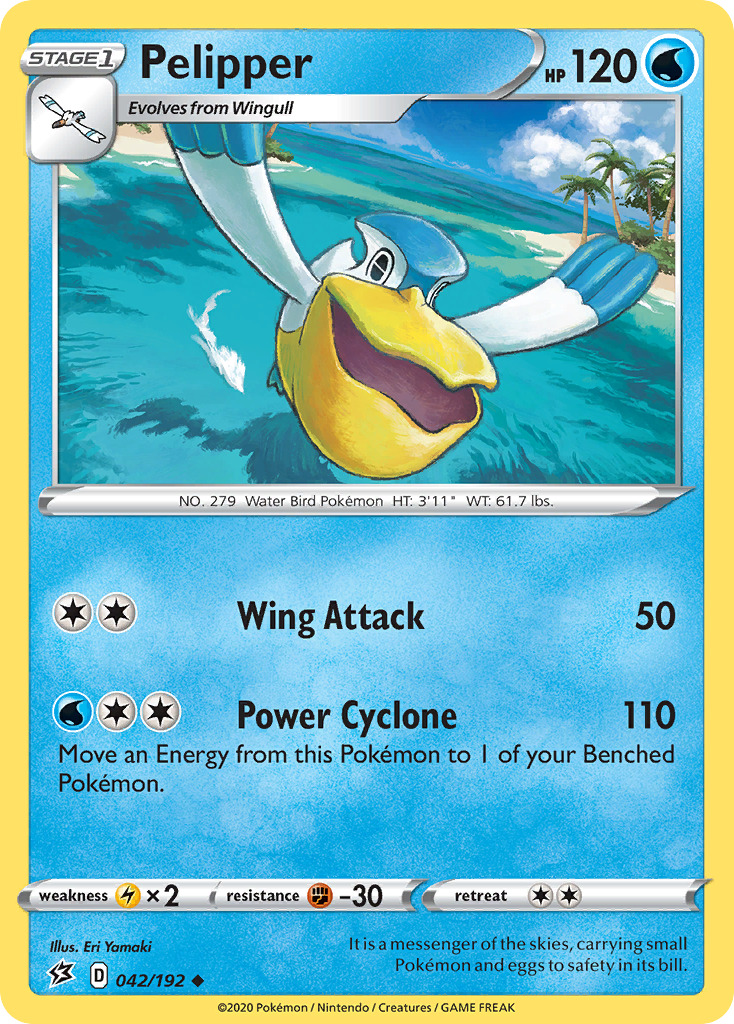 STAGE 1
Pelipper
HP 120
Evolves from Wingull
NO. 279 Water Bird Pokémon HT: 3'11" WT: 61.7 lbs.
Wing Attack 50
Power Cyclone 110
Move an Energy from this Pokémon to 1 of your Benched
Pokémon.
weakness ×2 resistance -30 retreat
Illus. Eri Yamaki
It is a messenger of the skies, carrying small
Pokémon and eggs to safety in its bill.
D 042/192
©2020 Pokémon / Nintendo / Creatures / GAME FREAK